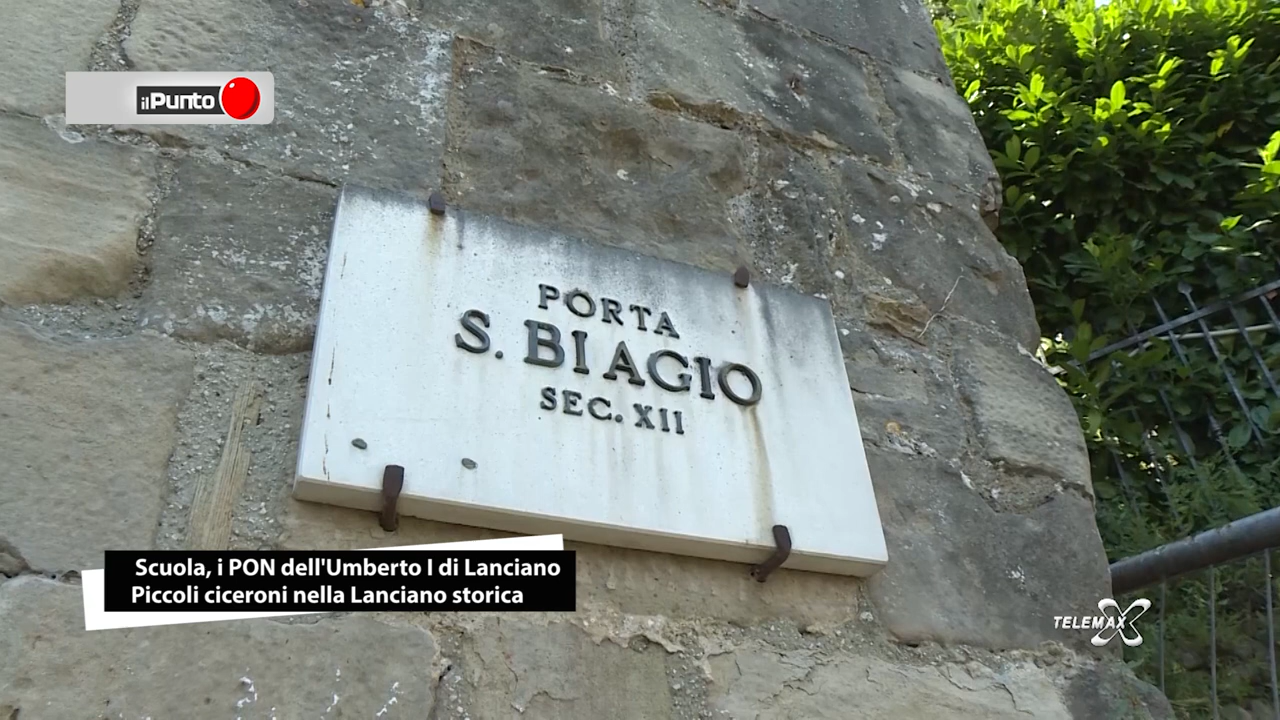 ilPunto
PORTA
S. BIAGIO
SEC. XII
Scuola, i PON dell'Umberto I di Lanciano
Piccoli ciceroni nella Lanciano storica
TELEMAX